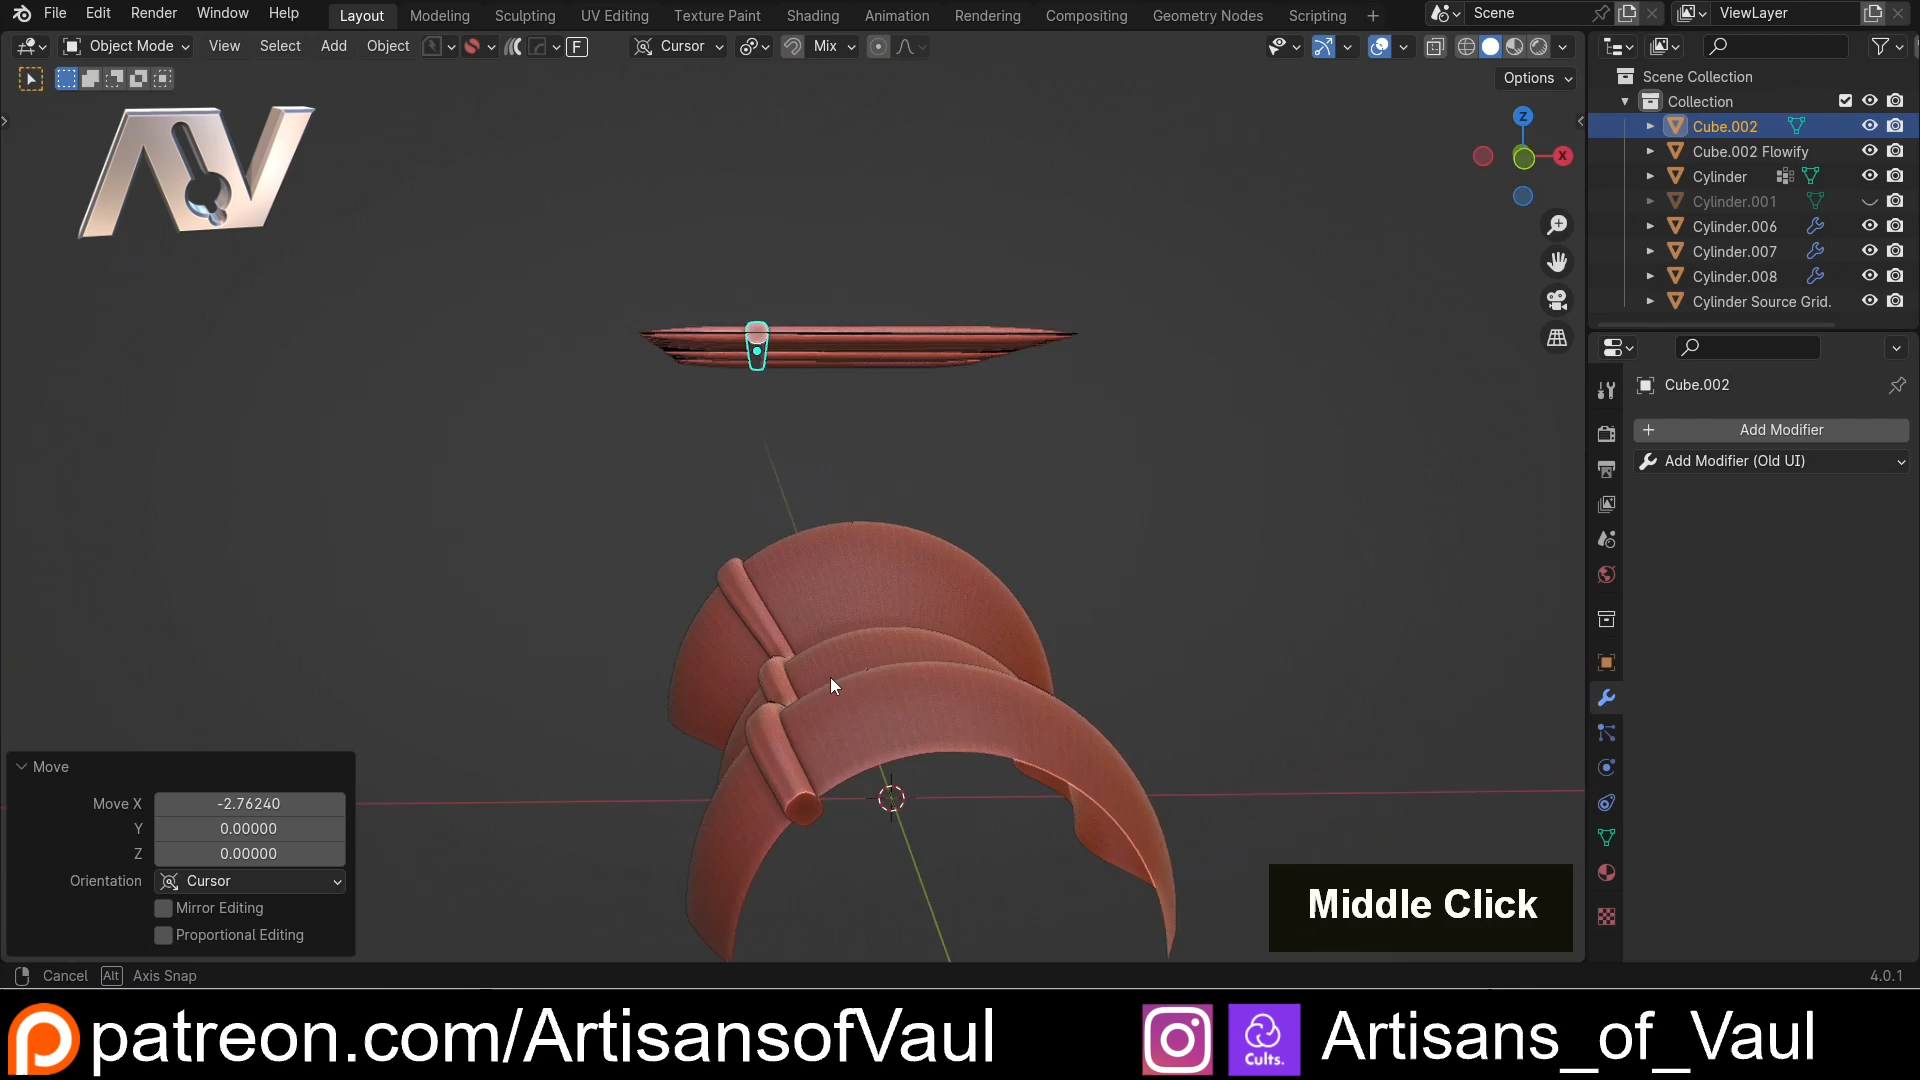 File Edit Render Window Help Layout Modeling Sculpting UV Editing Texture Paint Shading Animation Rendering Compositing Geometry Nodes Scripting + Scene ViewLayer
Object Mode View Select Add Object F Cursor Mix
Options
Scene Collection
Collection
Cube.002
Cube.002 Flowify
Cylinder
Cylinder.001
Cylinder.006
Cylinder.007
Cylinder.008
Cylinder Source Grid.
Z
X
Cube.002
+ Add Modifier
Add Modifier (Old UI)
Move
Move X -2.76240
Y 0.00000
Z 0.00000
Orientation Cursor
Mirror Editing
Proportional Editing
Middle Click
Cancel Alt Axis Snap 4.0.1
patreon.com/ArtisansofVaul Cults. Artisans_of_Vaul